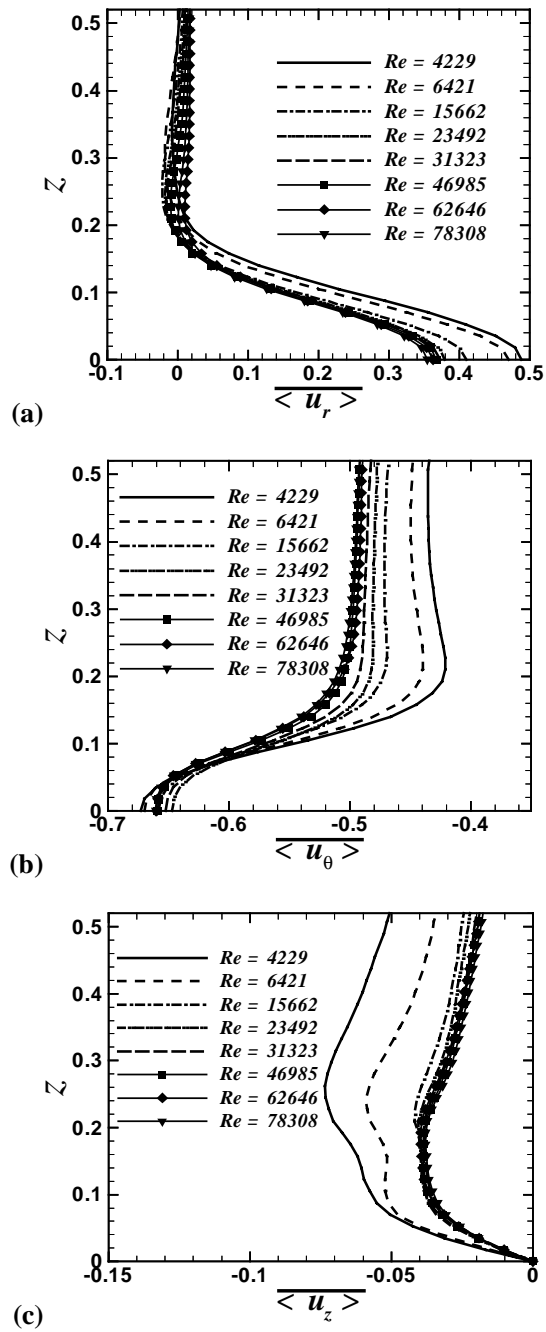 0.5
0.4
0.3
0.2
0.1
0
Z
Re = 4229
Re = 6421
Re = 15662
Re = 23492
Re = 31323
Re = 46985
Re = 62646
Re = 78308
-0.1 0 0.1 0.2 0.3 0.4 0.5
< u_r >
(a)
0.5
0.4
0.3
0.2
0.1
0
Z
Re = 4229
Re = 6421
Re = 15662
Re = 23492
Re = 31323
Re = 46985
Re = 62646
Re = 78308
-0.7 -0.6 -0.5 -0.4
< u_θ >
(b)
0.5
0.4
0.3
0.2
0.1
0
Z
Re = 4229
Re = 6421
Re = 15662
Re = 23492
Re = 31323
Re = 46985
Re = 62646
Re = 78308
-0.15 -0.1 -0.05 0
< u_z >
(c)